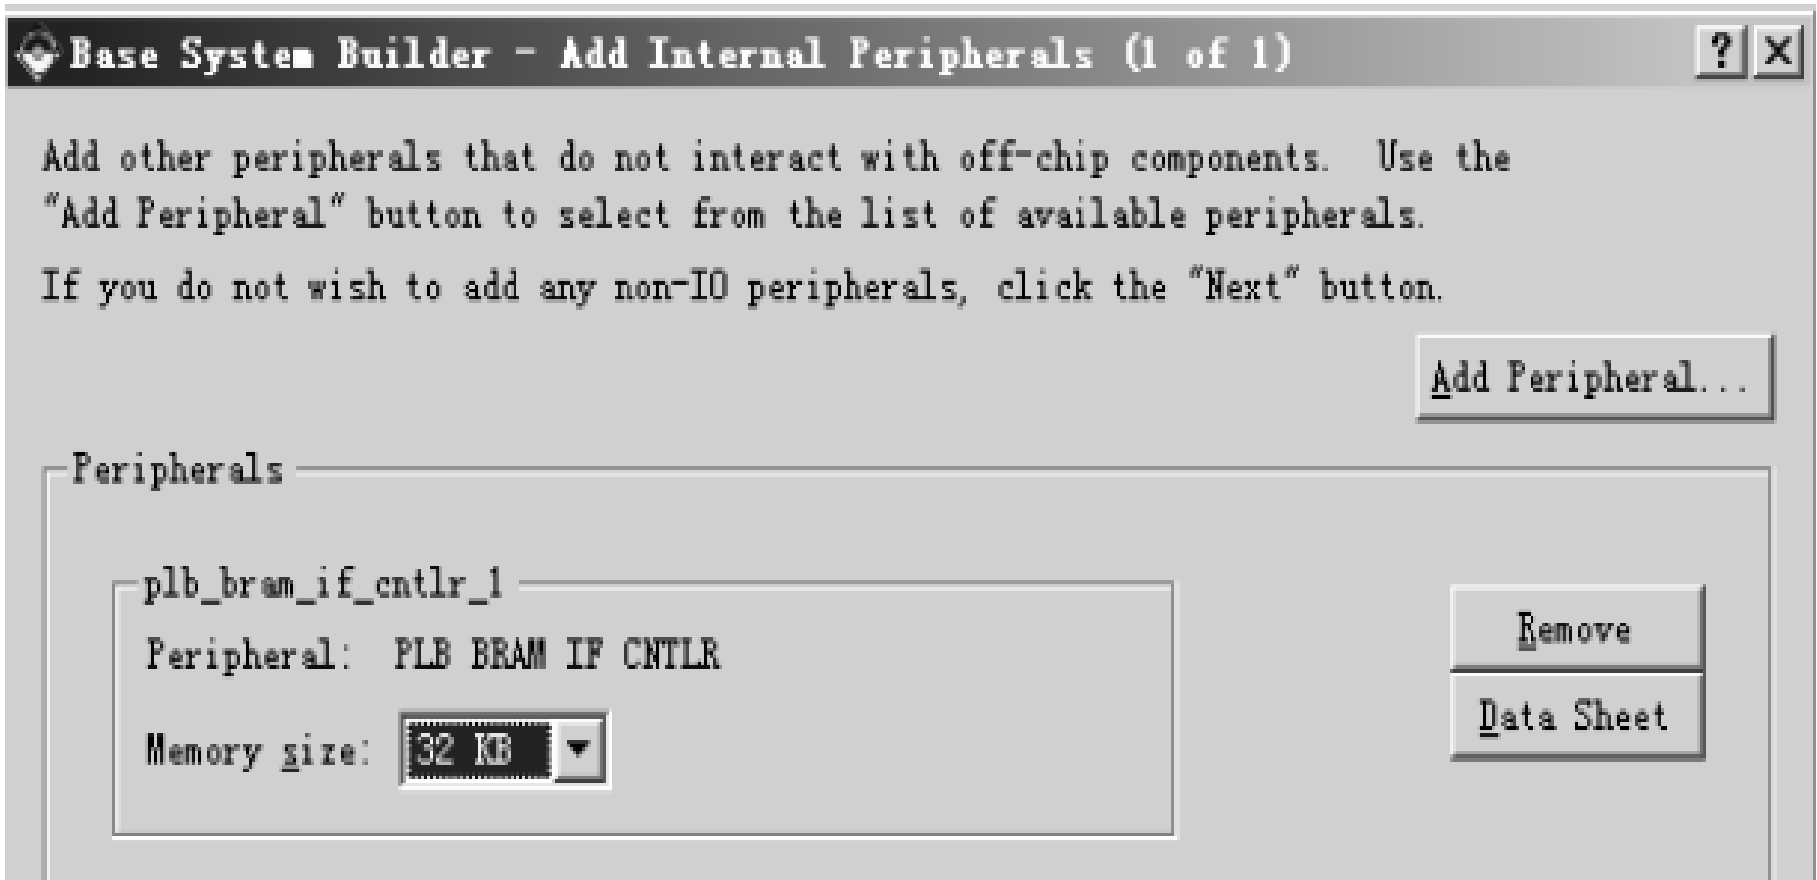 Base System Builder - Add Internal Peripherals (1 of 1)
? X
Add other peripherals that do not interact with off-chip components. Use the
"Add Peripheral" button to select from the list of available peripherals.
If you do not wish to add any non-IO peripherals, click the "Next" button.
Add Peripheral...
Peripherals
plb_bram_if_cntlr_1
Peripheral: PLB BRAM IF CNTLR
Remove
Memory size: 32 KB
Data Sheet